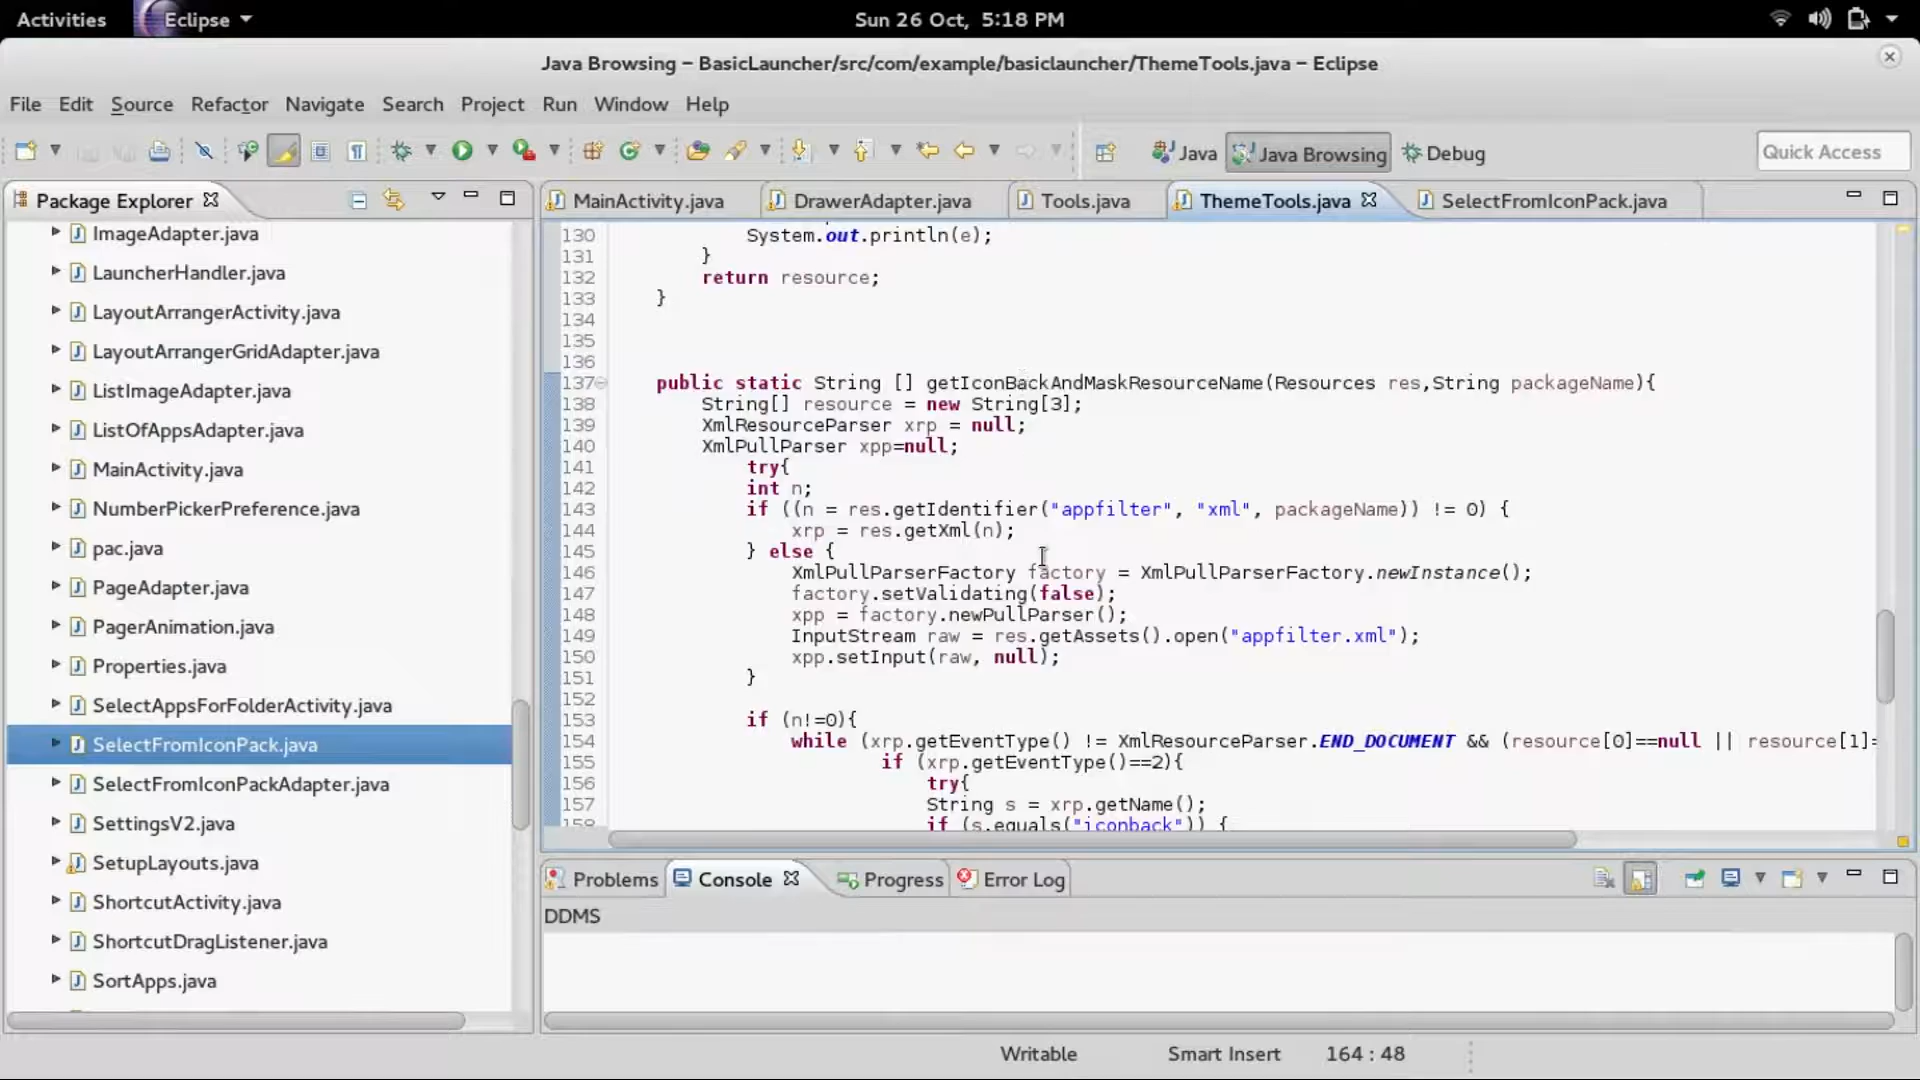 Activities
Eclipse
Sun 26 Oct, 5:18 PM
Java Browsing – BasicLauncher/src/com/example/basiclauncher/ThemeTools.java – Eclipse
File Edit Source Refactor Navigate Search Project Run Window Help
Java
Java Browsing
Debug
Quick Access
Package Explorer
ImageAdapter.java
LauncherHandler.java
LayoutArrangerActivity.java
LayoutArrangerGridAdapter.java
ListImageAdapter.java
ListOfAppsAdapter.java
MainActivity.java
NumberPickerPreference.java
pac.java
PageAdapter.java
PagerAnimation.java
Properties.java
SelectAppsForFolderActivity.java
SelectFromIconPack.java
SelectFromIconPackAdapter.java
SettingsV2.java
SetupLayouts.java
ShortcutActivity.java
ShortcutDragListener.java
SortApps.java
MainActivity.java
DrawerAdapter.java
Tools.java
ThemeTools.java
SelectFromIconPack.java
130 System.out.println(e);
131 }
132 return resource;
133 }
134
135
136
137 public static String [] getIconBackAndMaskResourceName(Resources res,String packageName){
138 String[] resource = new String[3];
139 XmlResourceParser xrp = null;
140 XmlPullParser xpp=null;
141 try{
142 int n;
143 if ((n = res.getIdentifier("appfilter", "xml", packageName)) != 0) {
144 xrp = res.getXml(n);
145 } else {
146 XmlPullParserFactory factory = XmlPullParserFactory.newInstance();
147 factory.setValidating(false);
148 xpp = factory.newPullParser();
149 InputStream raw = res.getAssets().open("appfilter.xml");
150 xpp.setInput(raw, null);
151 }
152
153 if (n!=0){
154 while (xrp.getEventType() != XmlResourceParser.END_DOCUMENT && (resource[0]==null || resource[1]=
155 if (xrp.getEventType()==2){
156 try{
157 String s = xrp.getName();
158 if (s.equals("iconback")) {
Problems
Console
Progress
Error Log
DDMS
Writable
Smart Insert
164 : 48